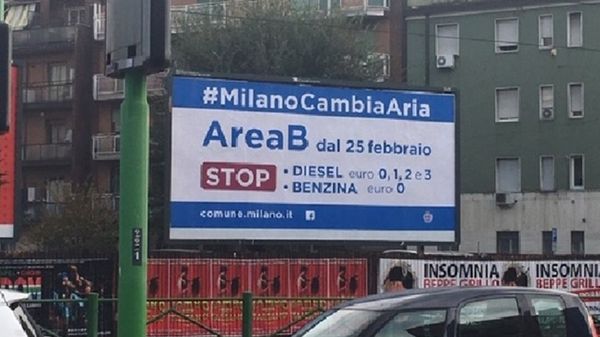 #MilanoCambiaAria
AreaB dal 25 febbraio
STOP
• DIESEL euro 0, 1, 2 e 3
• BENZINA euro 0
comune.milano.it
INSOMNIA
BEPPE GRILLO
INSOMNIA
BEPPE GRILLO